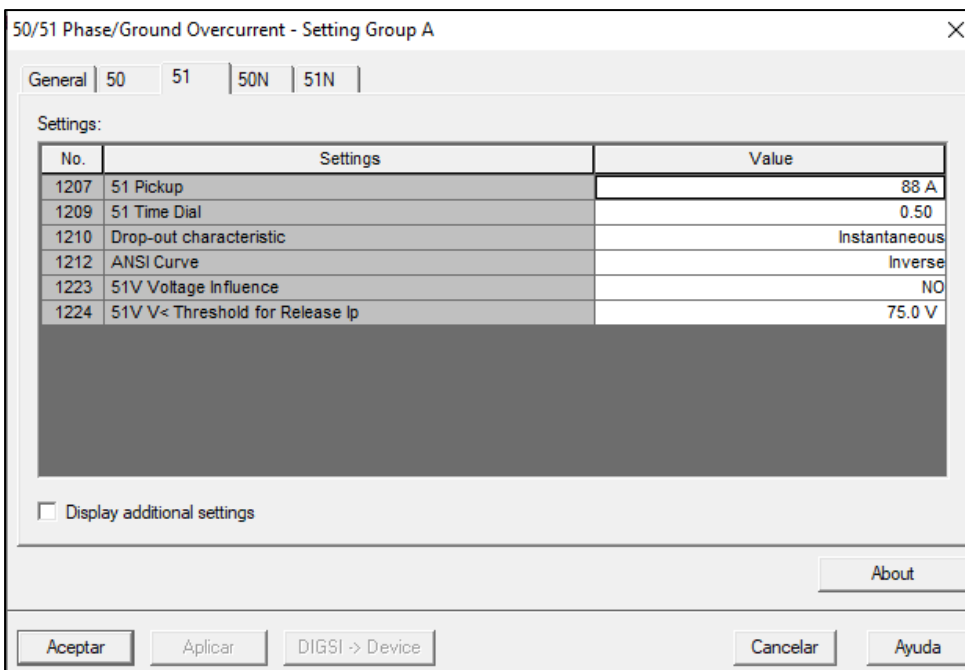 50/51 Phase/Ground Overcurrent - Setting Group A
General 50 51 50N 51N
Settings:
No. Settings Value
1207 51 Pickup 88 A
1209 51 Time Dial 0.50
1210 Drop-out characteristic Instantaneous
1212 ANSI Curve Inverse
1223 51V Voltage Influence NO
1224 51V V< Threshold for Release Ip 75.0 V
Display additional settings
About
Aceptar Aplicar DIGSI -> Device Cancelar Ayuda